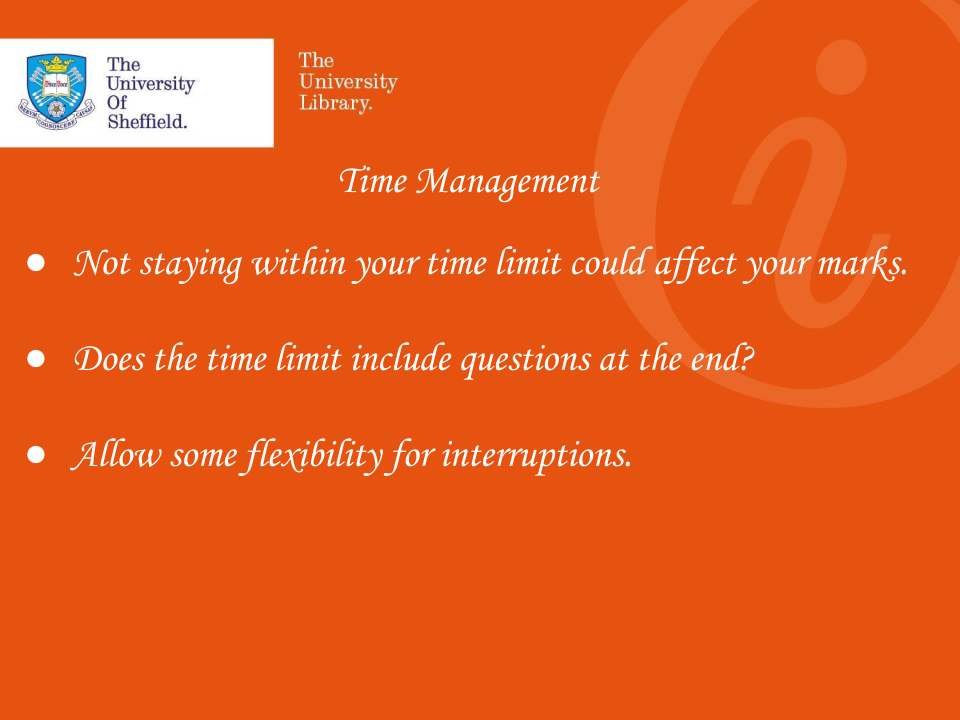 The
University
Of
Sheffield.
The
University
Library.
Time Management
● Not staying within your time limit could affect your marks.
● Does the time limit include questions at the end?
● Allow some flexibility for interruptions.